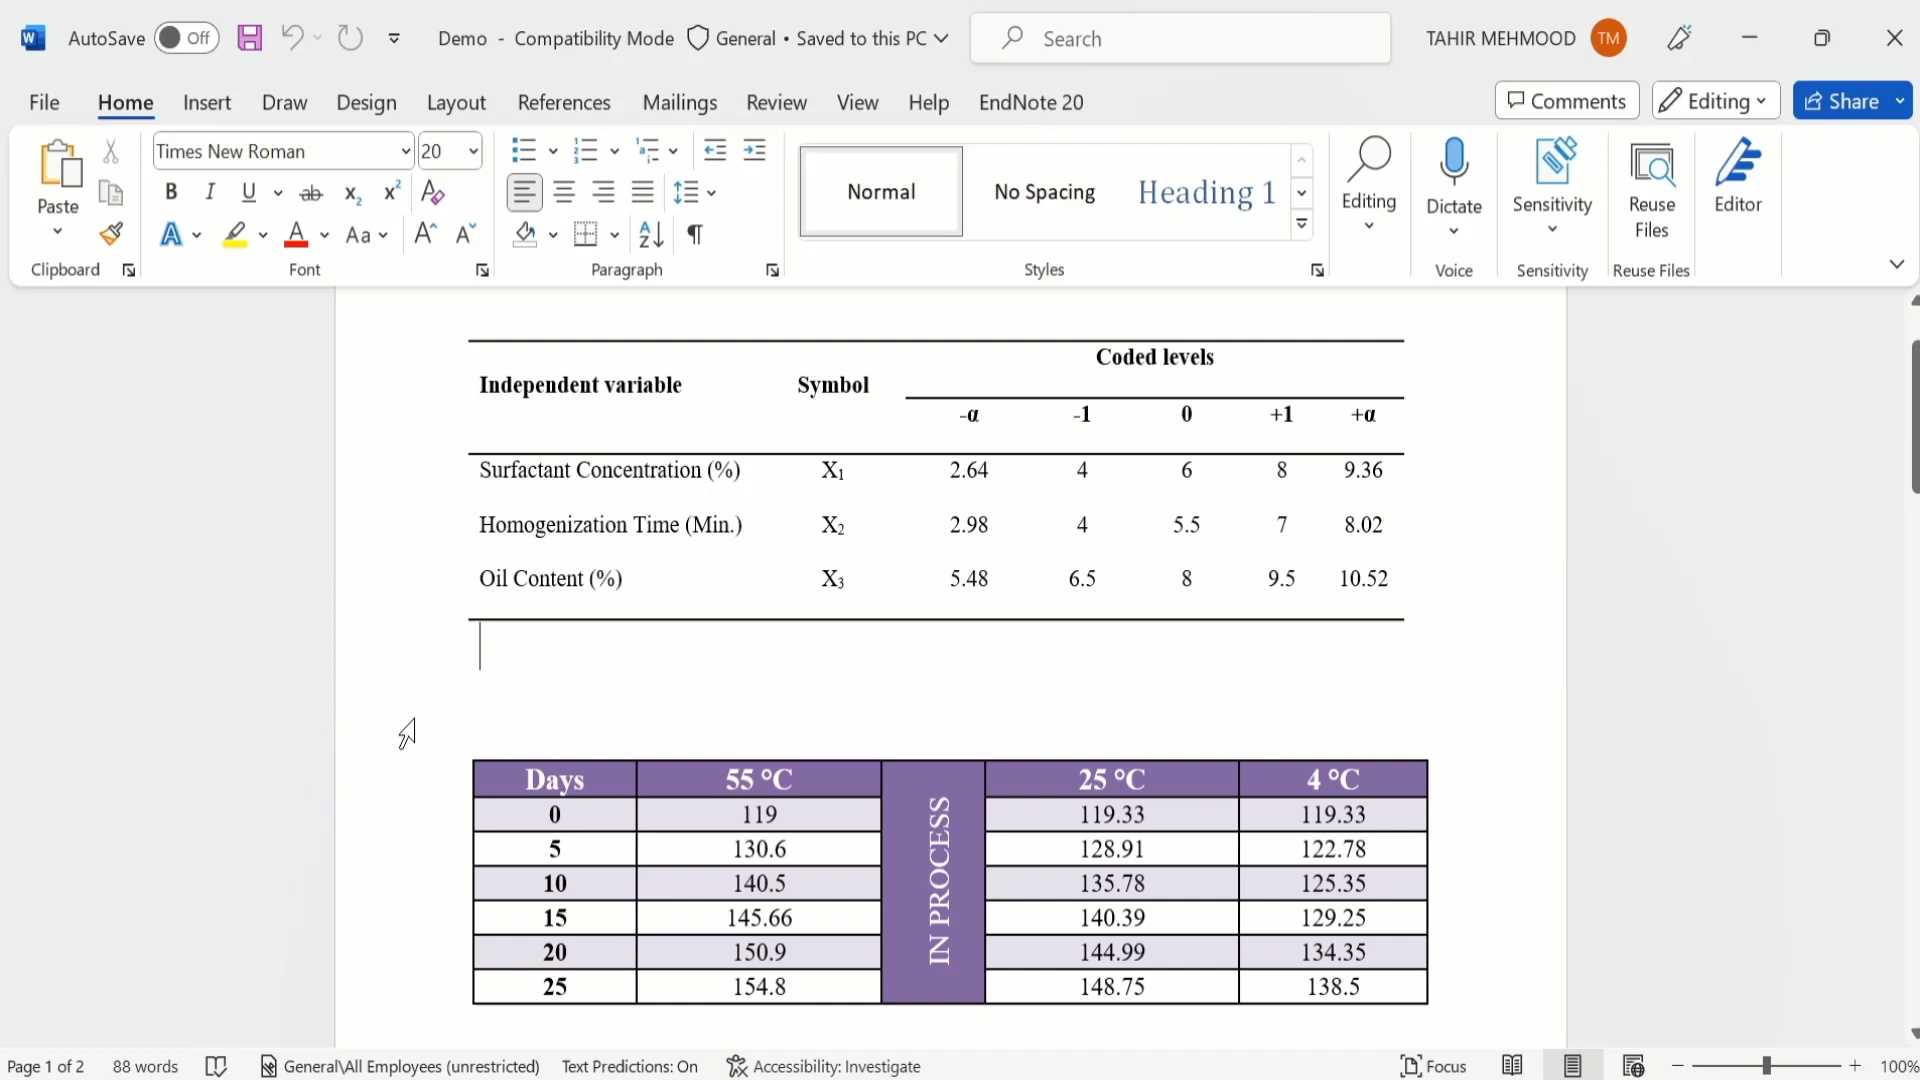 AutoSave Off Demo - Compatibility Mode General • Saved to this PC Search TAHIR MEHMOOD TM
File Home Insert Draw Design Layout References Mailings Review View Help EndNote 20 Comments Editing Share
Paste
Clipboard
Times New Roman 20
B I U ab x2 x2 A
A A Aa A A
Font
Paragraph
Normal No Spacing Heading 1
Styles
Editing
Dictate
Voice
Sensitivity
Sensitivity
Reuse
Files
Reuse Files
Editor
Coded levels
Independent variable Symbol
-α -1 0 +1 +α
Surfactant Concentration (%) X1 2.64 4 6 8 9.36
Homogenization Time (Min.) X2 2.98 4 5.5 7 8.02
Oil Content (%) X3 5.48 6.5 8 9.5 10.52
Days 55 °C 25 °C 4 °C
0 119 119.33 119.33
5 130.6 128.91 122.78
10 140.5 135.78 125.35
15 145.66 140.39 129.25
20 150.9 144.99 134.35
25 154.8 148.75 138.5
IN PROCESS
Page 1 of 2 88 words General\All Employees (unrestricted) Text Predictions: On Accessibility: Investigate Focus 100%